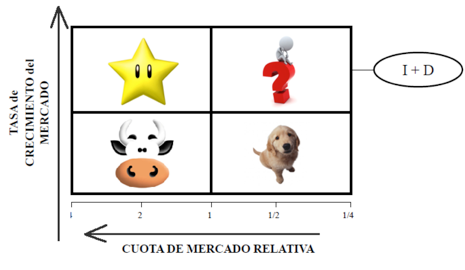 TASA de
CRECIMIENTO del
MERCADO
I + D
4 2 1 1/2 1/4
CUOTA DE MERCADO RELATIVA